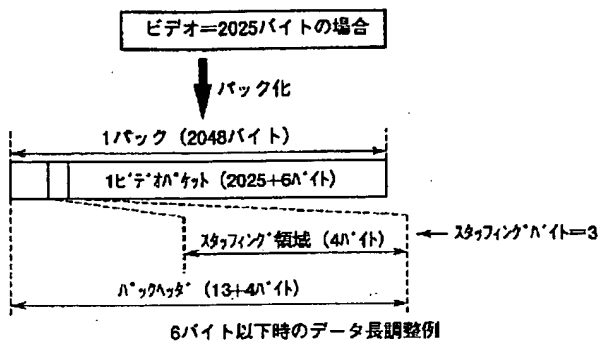 ビデオ＝2025バイトの場合
パック化
1パック（2048バイト）
1ﾋﾞﾃﾞｵﾊﾟｹｯﾄ（2025+6ﾊﾞｲﾄ）
ｽﾀｯﾌｨﾝｸﾞ領域（4ﾊﾞｲﾄ）
ｽﾀｯﾌｨﾝｸﾞﾊﾞｲﾄ＝3
ﾊﾟｯｸﾍｯﾀﾞ（13+4ﾊﾞｲﾄ）
6バイト以下時のデータ長調整例